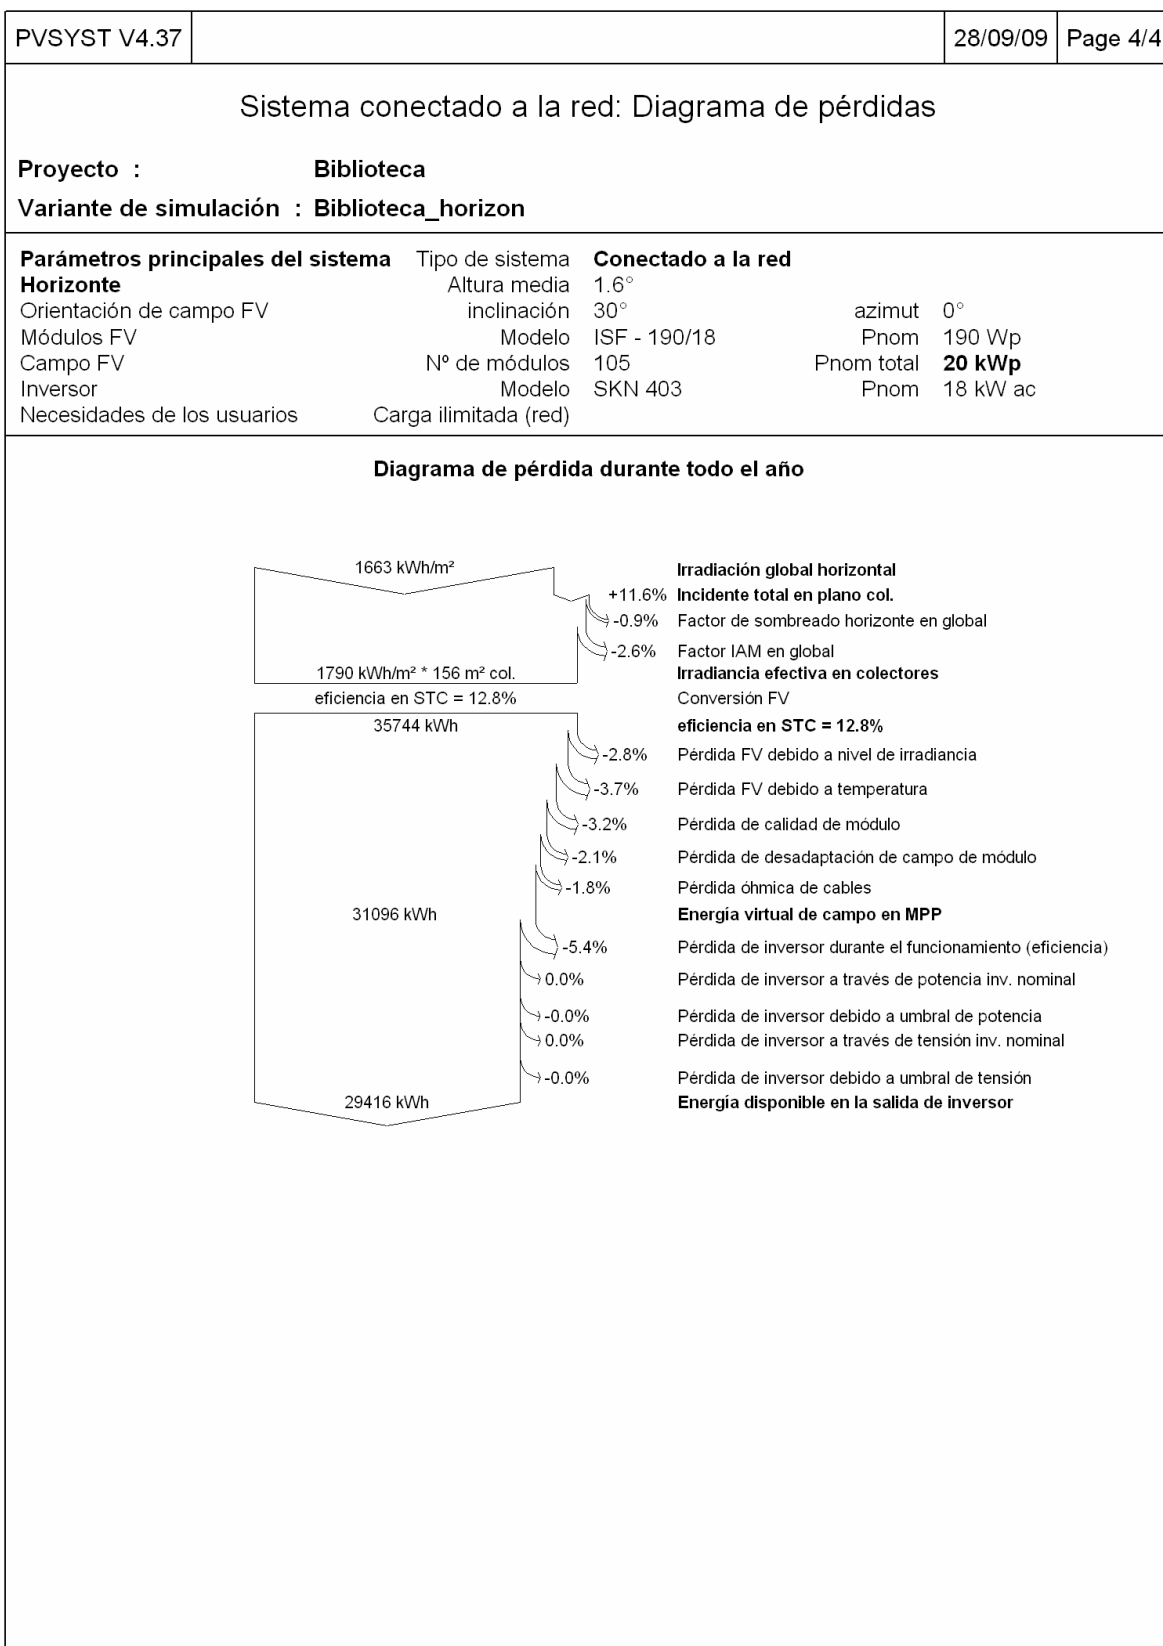 PVSYST V4.37 28/09/09 Page 4/4
Sistema conectado a la red: Diagrama de pérdidas
Proyecto : Biblioteca
Variante de simulación : Biblioteca_horizon
Parámetros principales del sistema Tipo de sistema Conectado a la red
Horizonte Altura media 1.6°
Orientación de campo FV inclinación 30° azimut 0°
Módulos FV Modelo ISF - 190/18 Pnom 190 Wp
Campo FV Nº de módulos 105 Pnom total 20 kWp
Inversor Modelo SKN 403 Pnom 18 kW ac
Necesidades de los usuarios Carga ilimitada (red)
Diagrama de pérdida durante todo el año
1663 kWh/m² Irradiación global horizontal
+11.6% Incidente total en plano col.
-0.9% Factor de sombreado horizonte en global
-2.6% Factor IAM en global
1790 kWh/m² * 156 m² col. Irradiancia efectiva en colectores
eficiencia en STC = 12.8% Conversión FV
35744 kWh eficiencia en STC = 12.8%
-2.8% Pérdida FV debido a nivel de irradiancia
-3.7% Pérdida FV debido a temperatura
-3.2% Pérdida de calidad de módulo
-2.1% Pérdida de desadaptación de campo de módulo
-1.8% Pérdida óhmica de cables
31096 kWh Energía virtual de campo en MPP
-5.4% Pérdida de inversor durante el funcionamiento (eficiencia)
0.0% Pérdida de inversor a través de potencia inv. nominal
-0.0% Pérdida de inversor debido a umbral de potencia
0.0% Pérdida de inversor a través de tensión inv. nominal
-0.0% Pérdida de inversor debido a umbral de tensión
29416 kWh Energía disponible en la salida de inversor